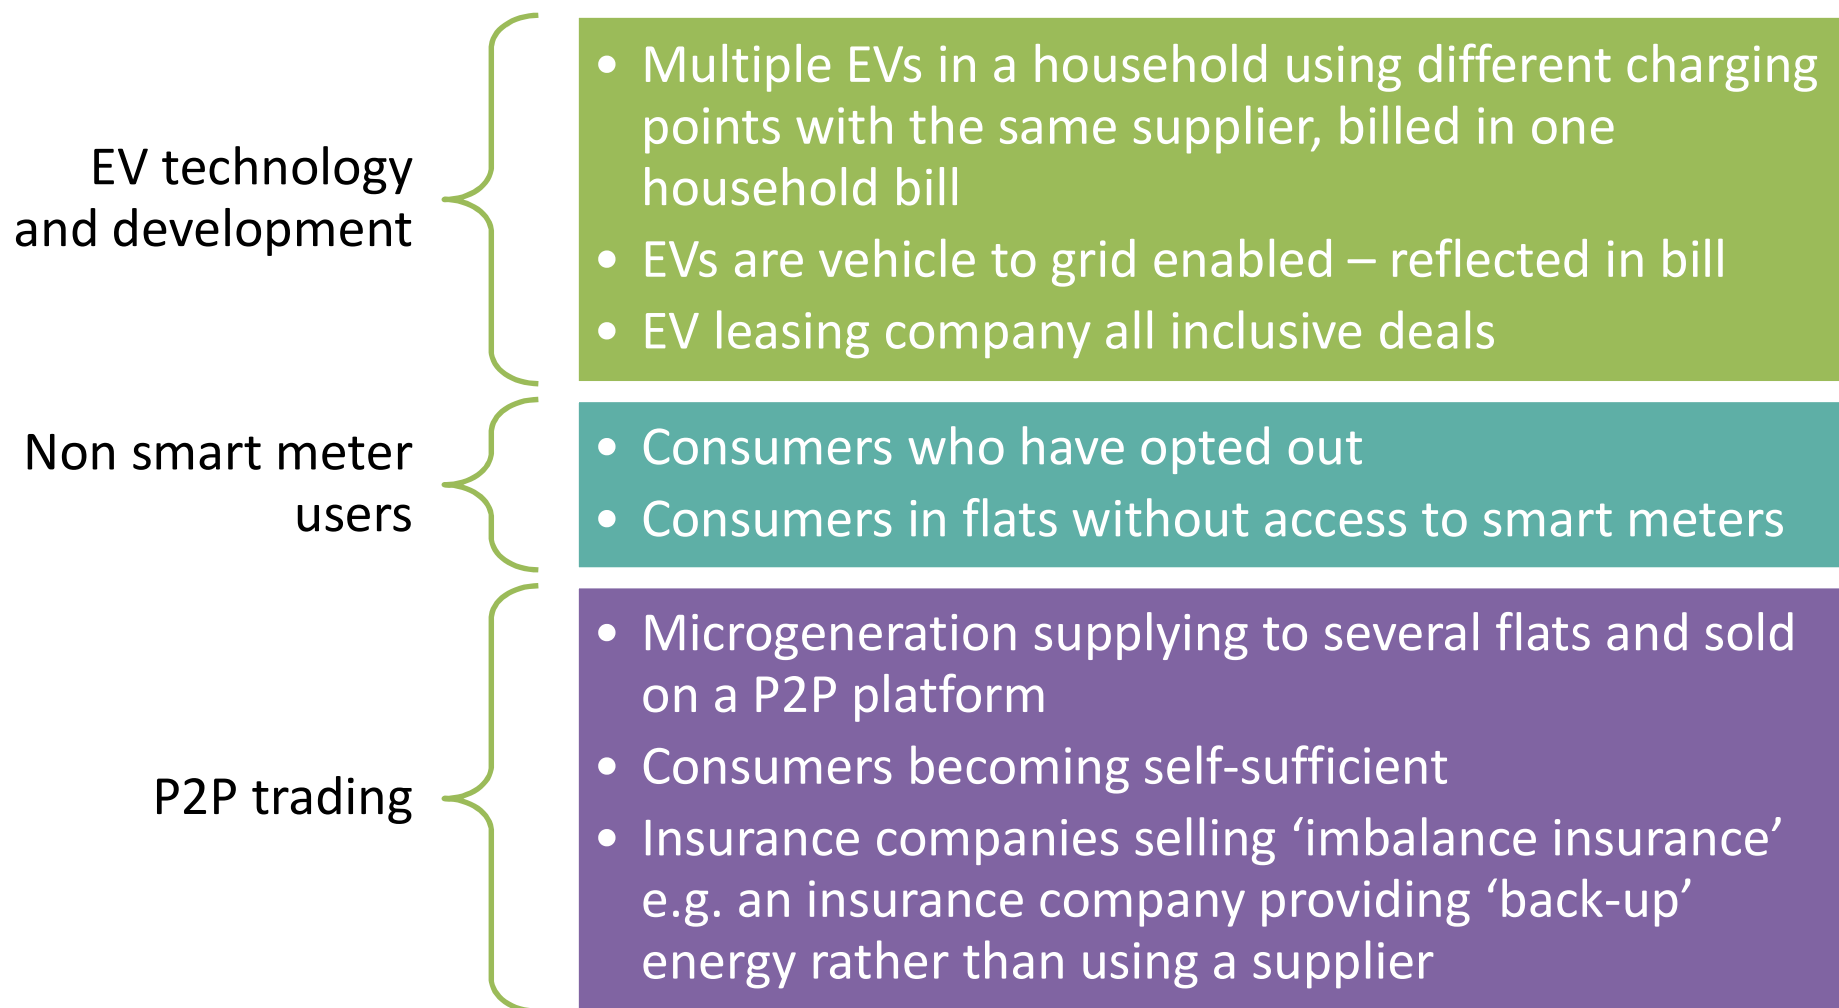 EV technology
and development
• Multiple EVs in a household using different charging
points with the same supplier, billed in one
household bill
• EVs are vehicle to grid enabled – reflected in bill
• EV leasing company all inclusive deals
Non smart meter
users
• Consumers who have opted out
• Consumers in flats without access to smart meters
P2P trading
• Microgeneration supplying to several flats and sold
on a P2P platform
• Consumers becoming self-sufficient
• Insurance companies selling ‘imbalance insurance’
e.g. an insurance company providing ‘back-up’
energy rather than using a supplier